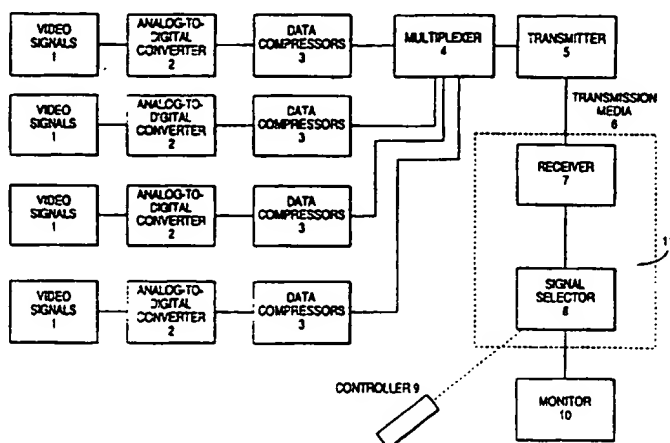 VIDEO
SIGNALS
1
ANALOG-TO-
DIGITAL
CONVERTER
2
DATA
COMPRESSORS
3
MULTIPLEXER
4
TRANSMITTER
5
VIDEO
SIGNALS
1
ANALOG-TO-
DIGITAL
CONVERTER
2
DATA
COMPRESSORS
3
TRANSMISSION
MEDIA
6
RECEIVER
7
VIDEO
SIGNALS
1
ANALOG-TO-
DIGITAL
CONVERTER
2
DATA
COMPRESSORS
3
VIDEO
SIGNALS
1
ANALOG-TO-
DIGITAL
CONVERTER
2
DATA
COMPRESSORS
3
SIGNAL
SELECTOR
8
CONTROLLER 9
MONITOR
10